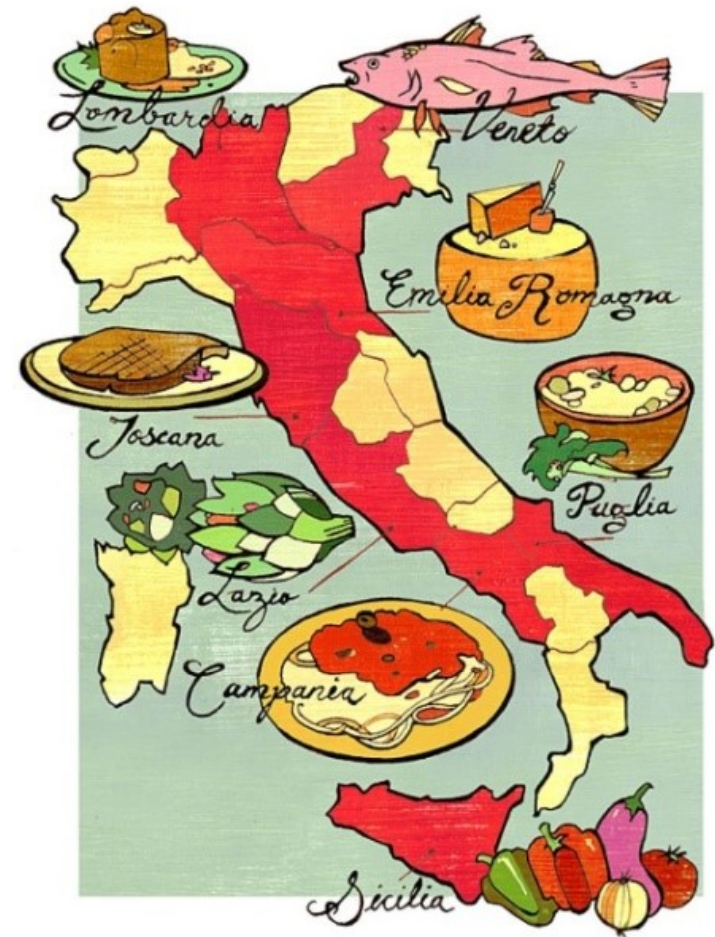 Lombardia
Veneto
Emilia Romagna
Toscana
Puglia
Lazio
Campania
Sicilia